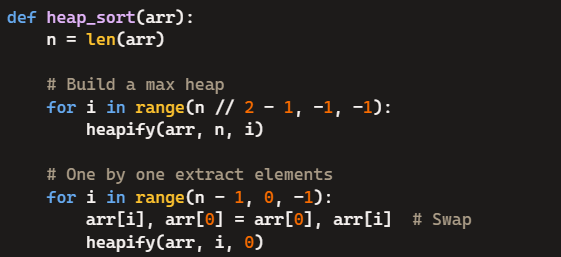 def heap_sort(arr):
    n = len(arr)

    # Build a max heap
    for i in range(n // 2 - 1, -1, -1):
        heapify(arr, n, i)

    # One by one extract elements
    for i in range(n - 1, 0, -1):
        arr[i], arr[0] = arr[0], arr[i]  # Swap
        heapify(arr, i, 0)